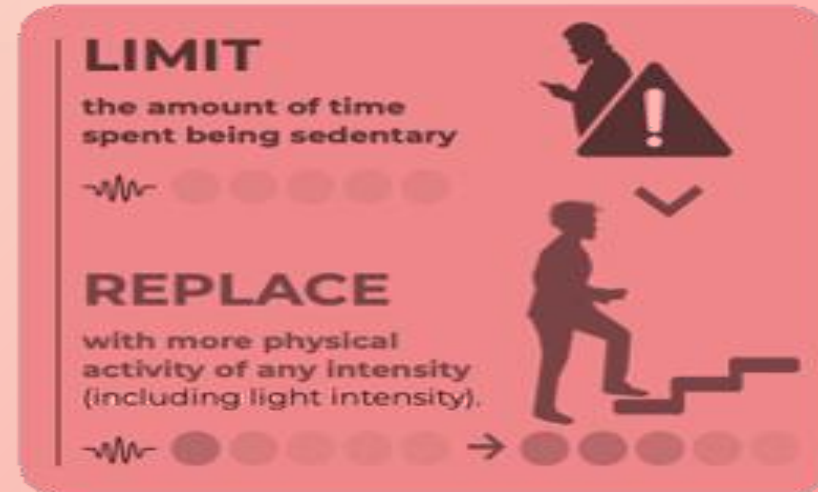 LIMIT
the amount of time
spent being sedentary
REPLACE
with more physical
activity of any intensity
(including light intensity).